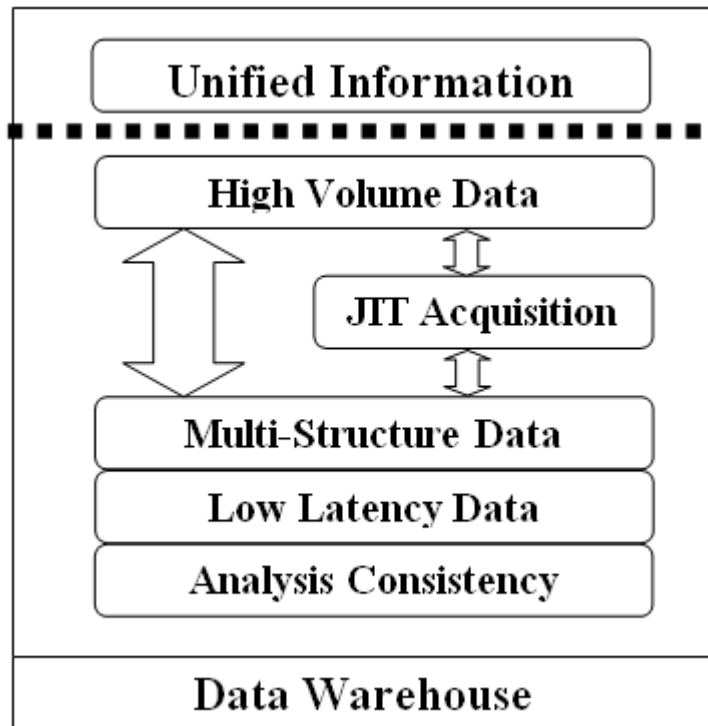 Unified Information
High Volume Data
JIT Acquisition
Multi-Structure Data
Low Latency Data
Analysis Consistency
Data Warehouse